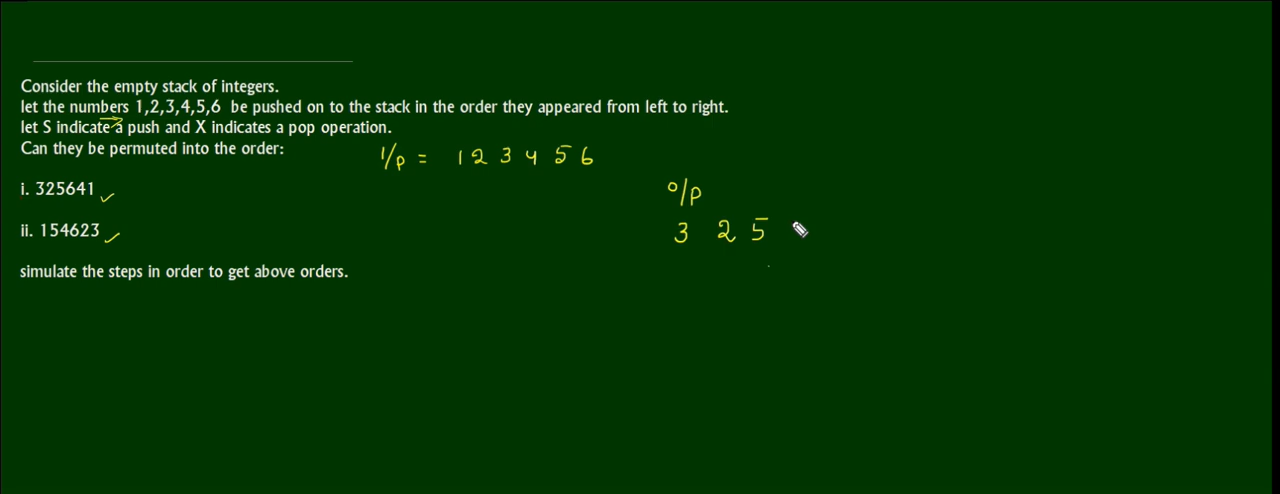 Consider the empty stack of integers.
let the numbers 1,2,3,4,5,6 be pushed on to the stack in the order they appeared from left to right.
let S indicate a push and X indicates a pop operation.
Can they be permuted into the order:
I/p = 1 2 3 4 5 6
i. 325641
o/p
ii. 154623
3 2 5
simulate the steps in order to get above orders.